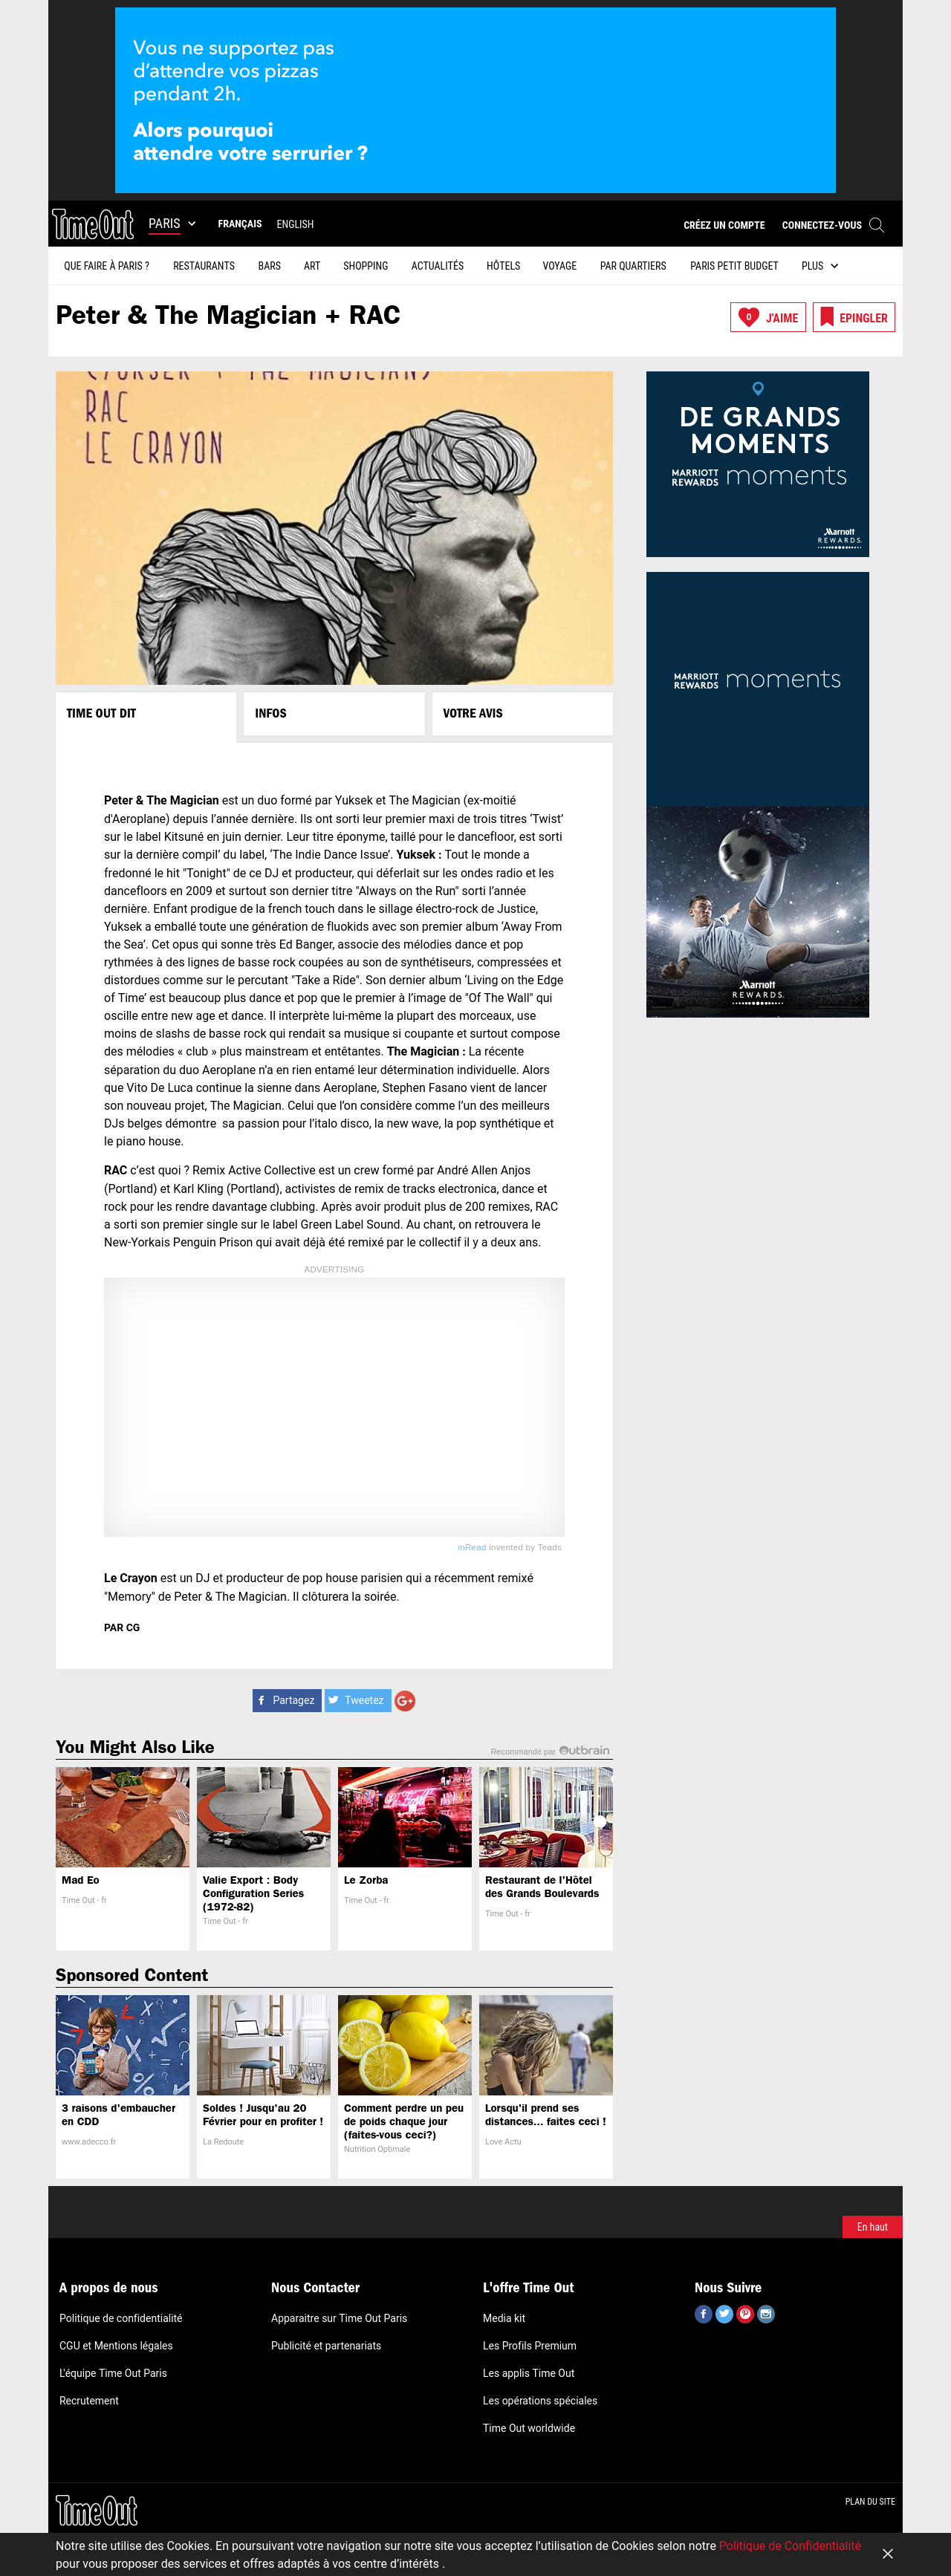 Vous ne supportez pas
d’attendre vos pizzas
pendant 2h.
Alors pourquoi
attendre votre serrurier ?
Time Out
PARIS
FRANÇAIS
ENGLISH
CRÉEZ UN COMPTE
CONNECTEZ-VOUS
QUE FAIRE À PARIS ?
RESTAURANTS
BARS
ART
SHOPPING
ACTUALITÉS
HÔTELS
VOYAGE
PAR QUARTIERS
PARIS PETIT BUDGET
PLUS
Peter & The Magician + RAC
0
J'AIME
EPINGLER
RAC
LE CRAYON
DE GRANDS
MOMENTS
MARRIOTT
REWARDS
moments
Marriott
REWARDS.
MARRIOTT
REWARDS
moments
Marriott
REWARDS.
TIME OUT DIT
INFOS
VOTRE AVIS
Peter & The Magician est un duo formé par Yuksek et The Magician (ex-moitié
d'Aeroplane) depuis l’année dernière. Ils ont sorti leur premier maxi de trois titres ‘Twist’
sur le label Kitsuné en juin dernier. Leur titre éponyme, taillé pour le dancefloor, est sorti
sur la dernière compil’ du label, ‘The Indie Dance Issue’. Yuksek : Tout le monde a
fredonné le hit "Tonight" de ce DJ et producteur, qui déferlait sur les ondes radio et les
dancefloors en 2009 et surtout son dernier titre "Always on the Run" sorti l’année
dernière. Enfant prodigue de la french touch dans le sillage électro-rock de Justice,
Yuksek a emballé toute une génération de fluokids avec son premier album ‘Away From
the Sea’. Cet opus qui sonne très Ed Banger, associe des mélodies dance et pop
rythmées à des lignes de basse rock coupées au son de synthétiseurs, compressées et
distordues comme sur le percutant "Take a Ride". Son dernier album ‘Living on the Edge
of Time’ est beaucoup plus dance et pop que le premier à l’image de "Of The Wall" qui
oscille entre new age et dance. Il interprète lui-même la plupart des morceaux, use
moins de slashs de basse rock qui rendait sa musique si coupante et surtout compose
des mélodies « club » plus mainstream et entêtantes. The Magician : La récente
séparation du duo Aeroplane n’a en rien entamé leur détermination individuelle. Alors
que Vito De Luca continue la sienne dans Aeroplane, Stephen Fasano vient de lancer
son nouveau projet, The Magician. Celui que l’on considère comme l’un des meilleurs
DJs belges démontre  sa passion pour l’italo disco, la new wave, la pop synthétique et
le piano house.
RAC c’est quoi ? Remix Active Collective est un crew formé par André Allen Anjos
(Portland) et Karl Kling (Portland), activistes de remix de tracks electronica, dance et
rock pour les rendre davantage clubbing. Après avoir produit plus de 200 remixes, RAC
a sorti son premier single sur le label Green Label Sound. Au chant, on retrouvera le
New-Yorkais Penguin Prison qui avait déjà été remixé par le collectif il y a deux ans.
ADVERTISING
inRead invented by Teads
Le Crayon est un DJ et producteur de pop house parisien qui a récemment remixé
"Memory" de Peter & The Magician. Il clôturera la soirée.
PAR CG
Partagez
Tweetez
G+
You Might Also Like
Recommandé par Outbrain
Mad Eo
Time Out - fr
Valie Export : Body
Configuration Series
(1972-82)
Time Out - fr
Le Zorba
Time Out - fr
Restaurant de l'Hôtel
des Grands Boulevards
Time Out - fr
Sponsored Content
3 raisons d'embaucher
en CDD
www.adecco.fr
Soldes ! Jusqu'au 20
Février pour en profiter !
La Redoute
Comment perdre un peu
de poids chaque jour
(faites-vous ceci?)
Nutrition Optimale
Lorsqu'il prend ses
distances... faites ceci !
Love Actu
En haut
A propos de nous
Politique de confidentialité
CGU et Mentions légales
L'équipe Time Out Paris
Recrutement
Nous Contacter
Apparaitre sur Time Out Paris
Publicité et partenariats
L'offre Time Out
Media kit
Les Profils Premium
Les applis Time Out
Les opérations spéciales
Time Out worldwide
Nous Suivre
Time Out
PLAN DU SITE
Notre site utilise des Cookies. En poursuivant votre navigation sur notre site vous acceptez l’utilisation de Cookies selon notre Politique de Confidentialité
pour vous proposer des services et offres adaptés à vos centre d’intérêts .